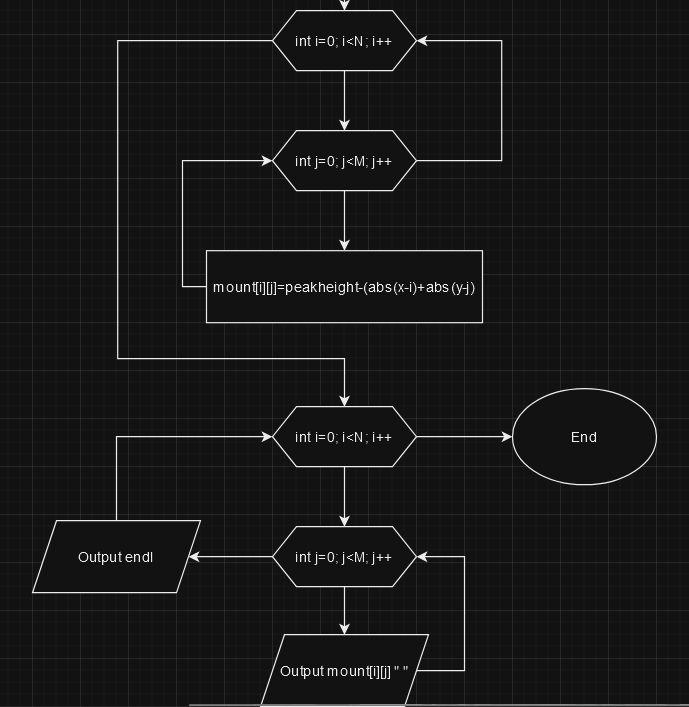 int i=0; i<N; i++
int j=0; j<M; j++
mount[i][j]=peakheight-(abs(x-i)+abs(y-j)
int i=0; i<N; i++
End
int j=0; j<M; j++
Output endl
Output mount[i][j] " "